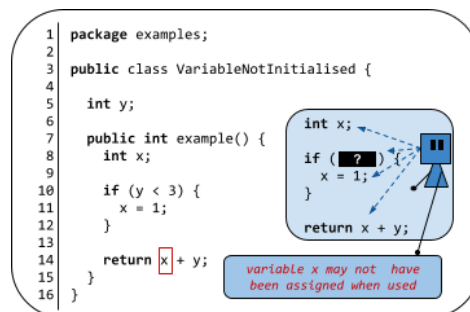 1 package examples;
2
3 public class VariableNotInitialised {
4
5 int y;
6
7 public int example() {
8 int x;
9
10 if (y < 3) {
11 x = 1;
12 }
13
14 return x + y;
15 }
16 }
int x;
if ( ? ) {
x = 1;
}
return x + y;
variable x may not have
been assigned when used